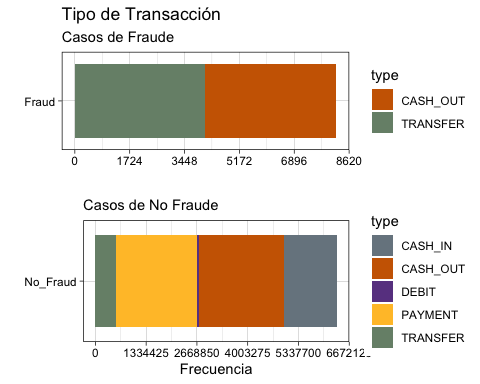 Tipo de Transacción
Casos de Fraude
Fraud
0 1724 3448 5172 6896 8620
type
CASH_OUT
TRANSFER
Casos de No Fraude
No_Fraud
0 1334425 2668850 4003275 5337700
Frecuencia
type
CASH_IN
CASH_OUT
DEBIT
PAYMENT
TRANSFER